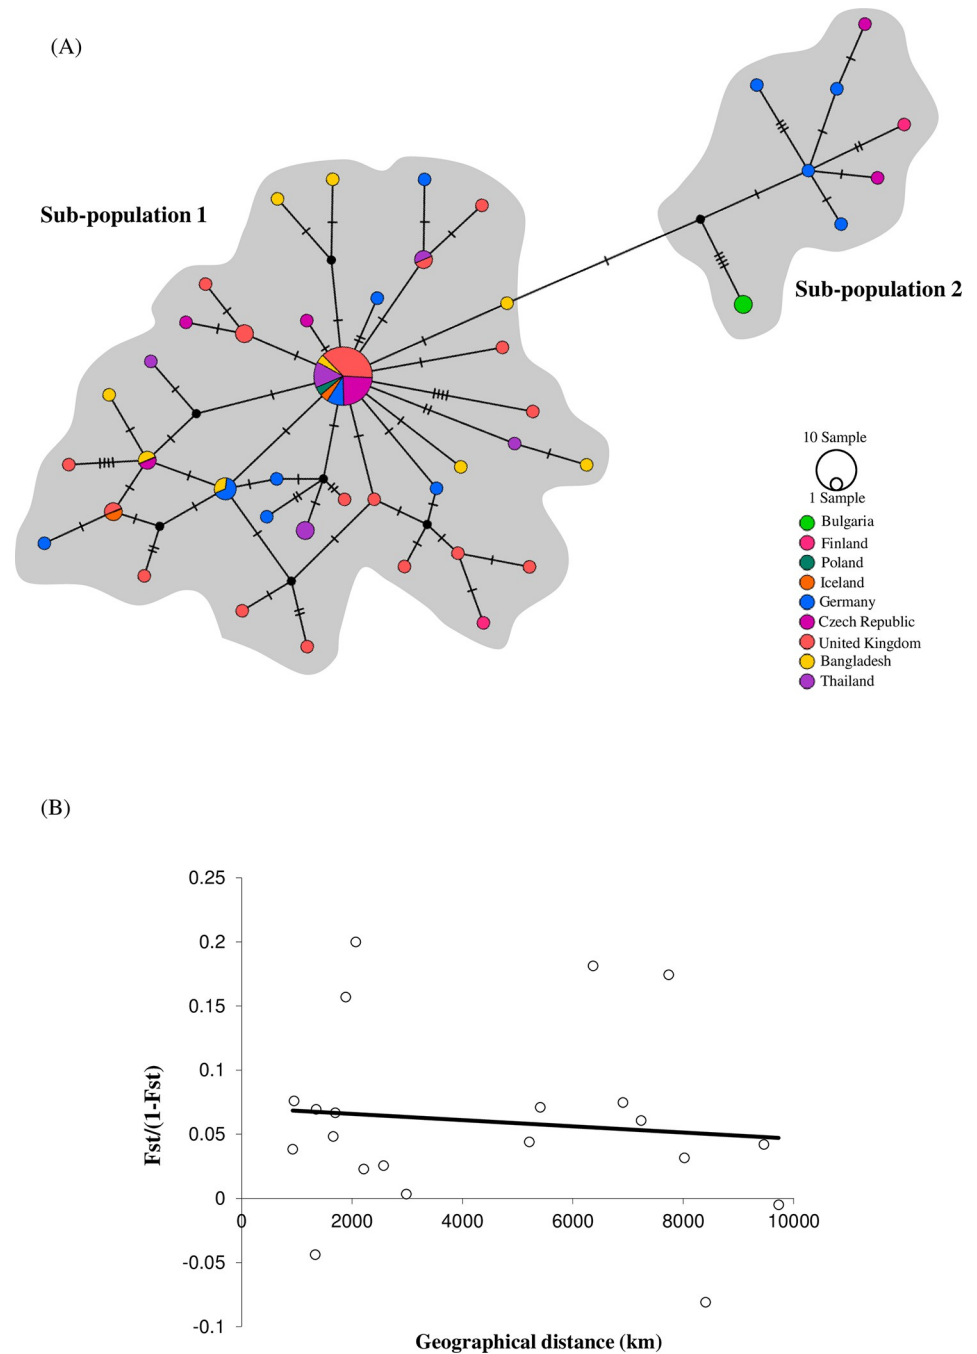 (A)
Sub-population 1
Sub-population 2
10 Sample
1 Sample
Bulgaria
Finland
Poland
Iceland
Germany
Czech Republic
United Kingdom
Bangladesh
Thailand
(B)
0.25
0.2
0.15
0.1
0.05
0
-0.05
-0.1
Fst/(1-Fst)
0 2000 4000 6000 8000 10000
Geographical distance (km)